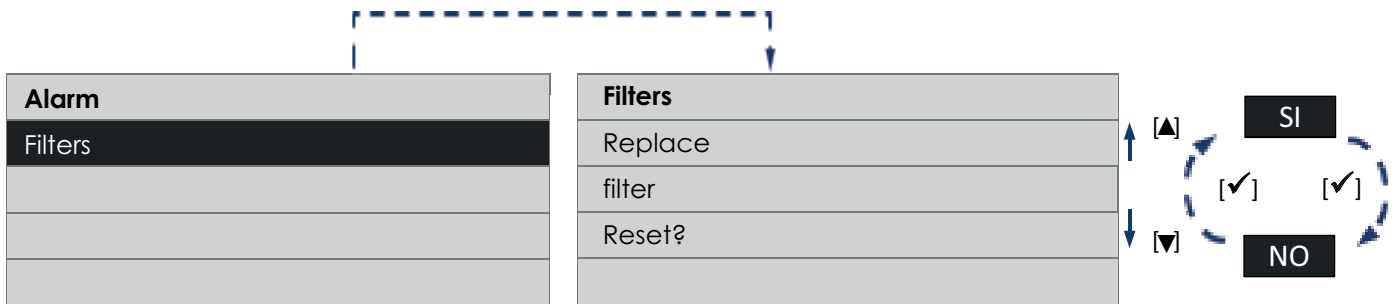 Alarm
Filters
Filters
Replace
filter
Reset?
[▲]
[▼]
SI
[✓] [✓]
NO